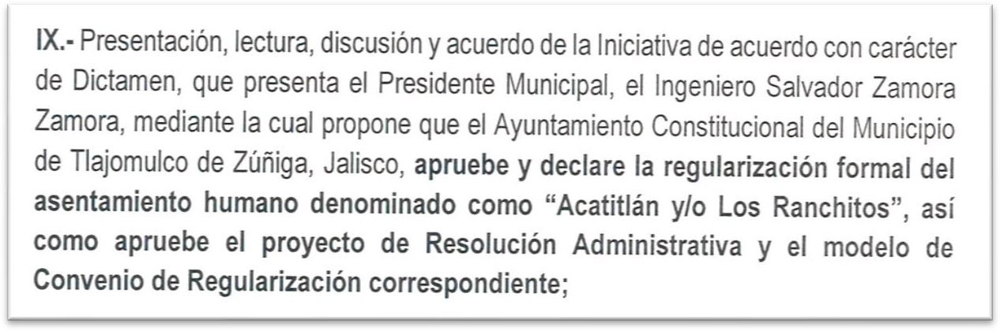 IX.- Presentación, lectura, discusión y acuerdo de la Iniciativa de acuerdo con carácter
de Dictamen, que presenta el Presidente Municipal, el Ingeniero Salvador Zamora
Zamora, mediante la cual propone que el Ayuntamiento Constitucional del Municipio
de Tlajomulco de Zúñiga, Jalisco, apruebe y declare la regularización formal del
asentamiento humano denominado como “Acatitlán y/o Los Ranchitos”, así
como apruebe el proyecto de Resolución Administrativa y el modelo de
Convenio de Regularización correspondiente;